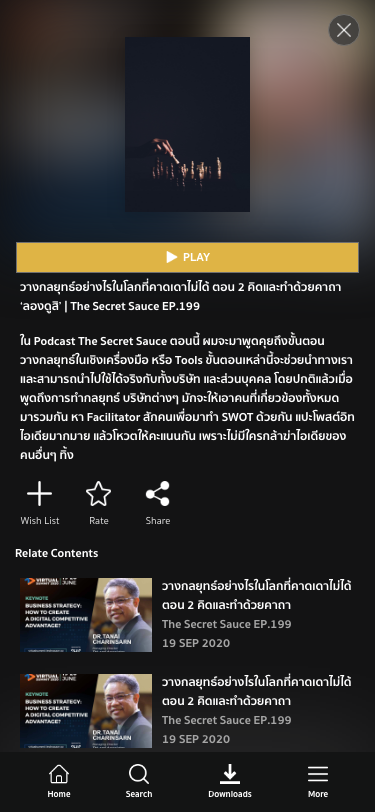 PLAY
วางกลยุทธ์อย่างไรในโลกที่คาดเดาไม่ได้ ตอน 2 คิดและทำด้วยคาถา
‘ลองดูสิ’ | The Secret Sauce EP.199
ใน Podcast The Secret Sauce ตอนนี้ ผมจะมาพูดคุยถึงขั้นตอน
วางกลยุทธ์ในเชิงเครื่องมือ หรือ Tools ขั้นตอนเหล่านี้จะช่วยนำทางเรา
และสามารถนำไปใช้ได้จริงกับทั้งบริษัท และส่วนบุคคล โดยปกติแล้วเมื่อ
พูดถึงการทำกลยุทธ์ บริษัทต่างๆ มักจะให้เอาคนที่เกี่ยวข้องทั้งหมด
มารวมกัน หา Facilitator สักคนเพื่อมาทำ SWOT ด้วยกัน แปะโพสต์อิท
ไอเดียมากมาย แล้วโหวตให้คะแนนกัน เพราะไม่มีใครกล้าฆ่าไอเดียของ
คนอื่นๆ ทิ้ง
Wish List Rate Share
Relate Contents
VIRTUAL JUNE
KEYNOTE
BUSINESS STRATEGY:
HOW TO CREATE
A DIGITAL COMPETITIVE
ADVANTAGE?
DR.TANAI
CHARINSARN
วางกลยุทธ์อย่างไรในโลกที่คาดเดาไม่ได้
ตอน 2 คิดและทำด้วยคาถา
The Secret Sauce EP.199
19 SEP 2020
VIRTUAL JUNE
KEYNOTE
BUSINESS STRATEGY:
HOW TO CREATE
A DIGITAL COMPETITIVE
ADVANTAGE?
DR.TANAI
CHARINSARN
วางกลยุทธ์อย่างไรในโลกที่คาดเดาไม่ได้
ตอน 2 คิดและทำด้วยคาถา
The Secret Sauce EP.199
19 SEP 2020
Home Search Downloads More